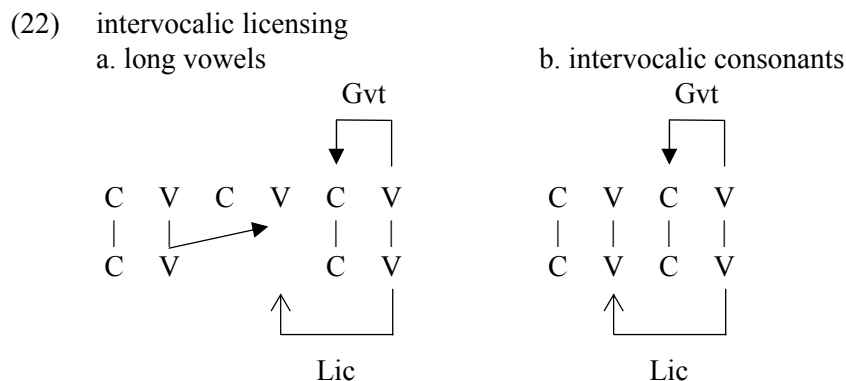 (22) intervocalic licensing
a. long vowels b. intervocalic consonants
Gvt Gvt
C V C V C V C V C V
C V C V C V C V
Lic Lic